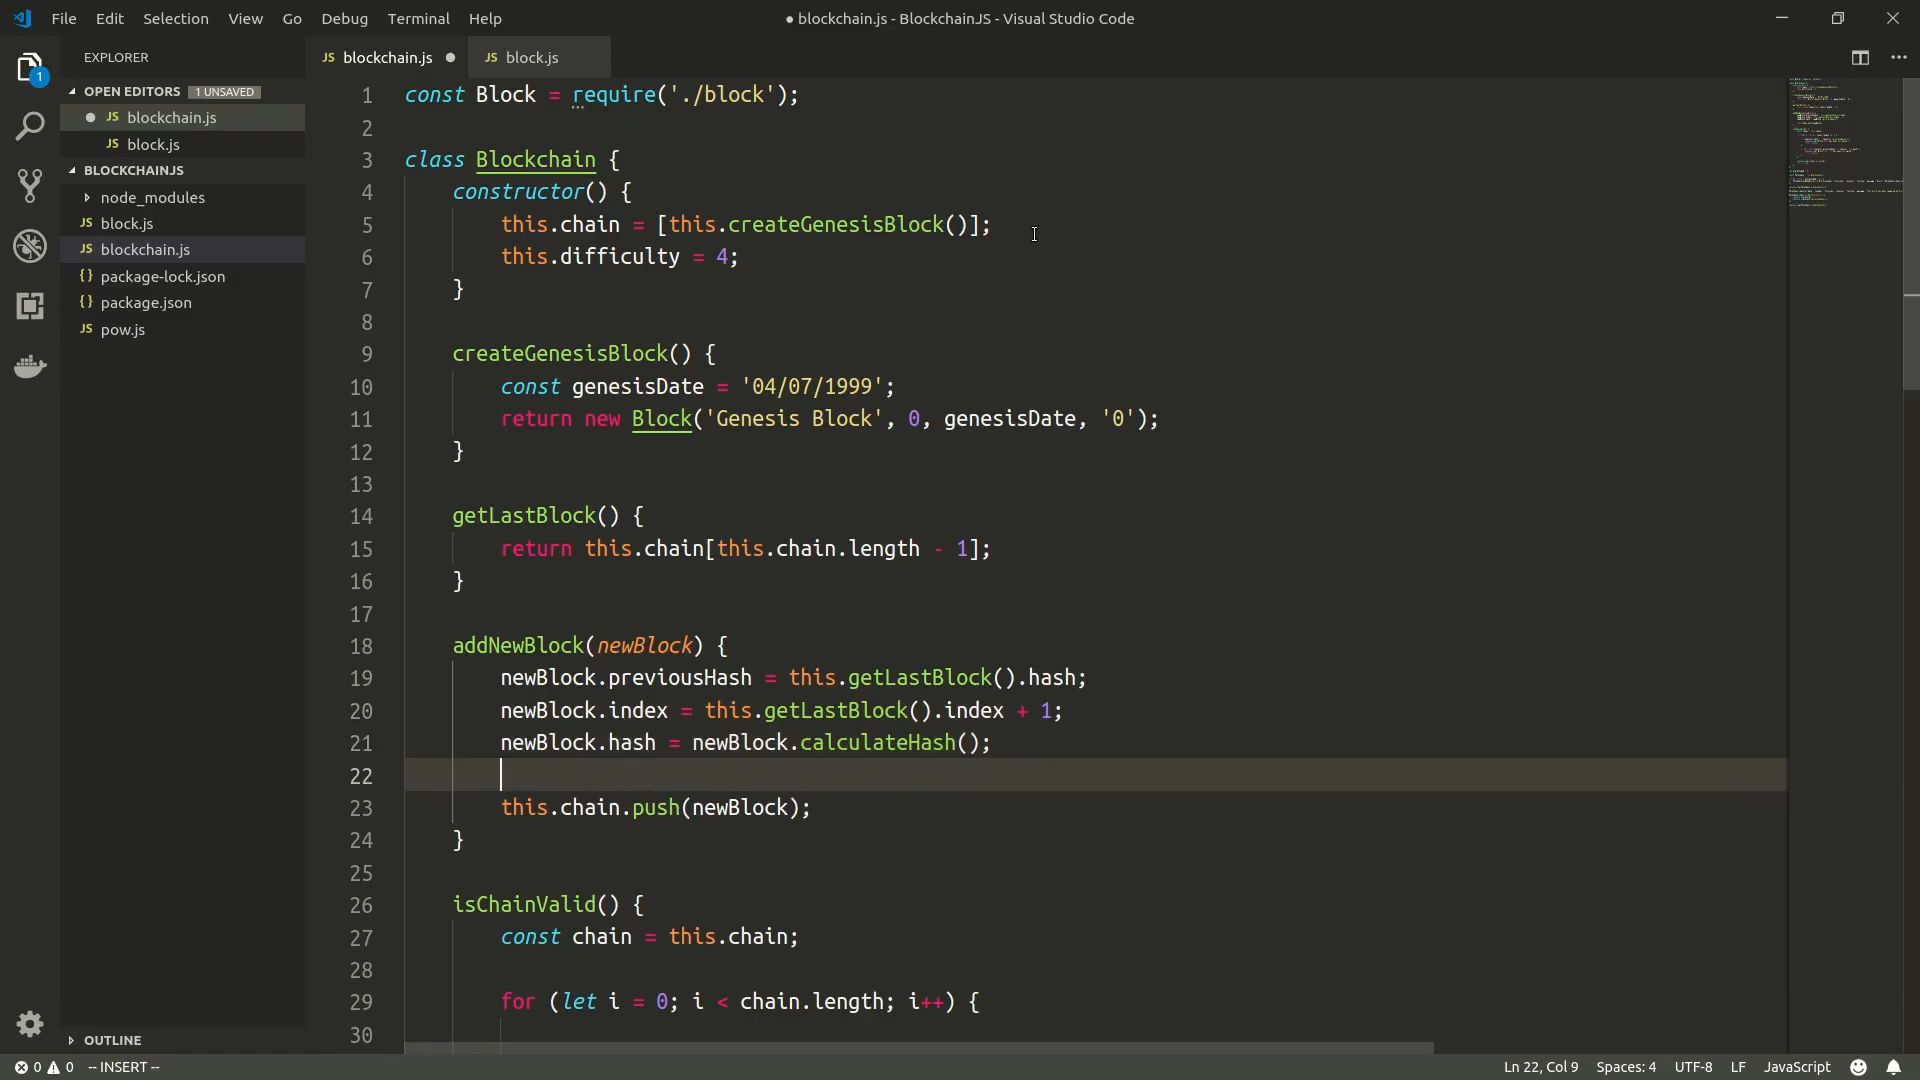 File Edit Selection View Go Debug Terminal Help
● blockchain.js - BlockchainJS - Visual Studio Code
EXPLORER
1
OPEN EDITORS 1 UNSAVED
JS blockchain.js
JS block.js
BLOCKCHAINJS
node_modules
JS block.js
JS blockchain.js
{} package-lock.json
{} package.json
JS pow.js
OUTLINE
JS blockchain.js
JS block.js
1 const Block = require('./block');
2
3 class Blockchain {
4 constructor() {
5 this.chain = [this.createGenesisBlock()];
6 this.difficulty = 4;
7 }
8
9 createGenesisBlock() {
10 const genesisDate = '04/07/1999';
11 return new Block('Genesis Block', 0, genesisDate, '0');
12 }
13
14 getLastBlock() {
15 return this.chain[this.chain.length - 1];
16 }
17
18 addNewBlock(newBlock) {
19 newBlock.previousHash = this.getLastBlock().hash;
20 newBlock.index = this.getLastBlock().index + 1;
21 newBlock.hash = newBlock.calculateHash();
22
23 this.chain.push(newBlock);
24 }
25
26 isChainValid() {
27 const chain = this.chain;
28
29 for (let i = 0; i < chain.length; i++) {
30
0 0 -- INSERT --
Ln 22, Col 9 Spaces: 4 UTF-8 LF JavaScript